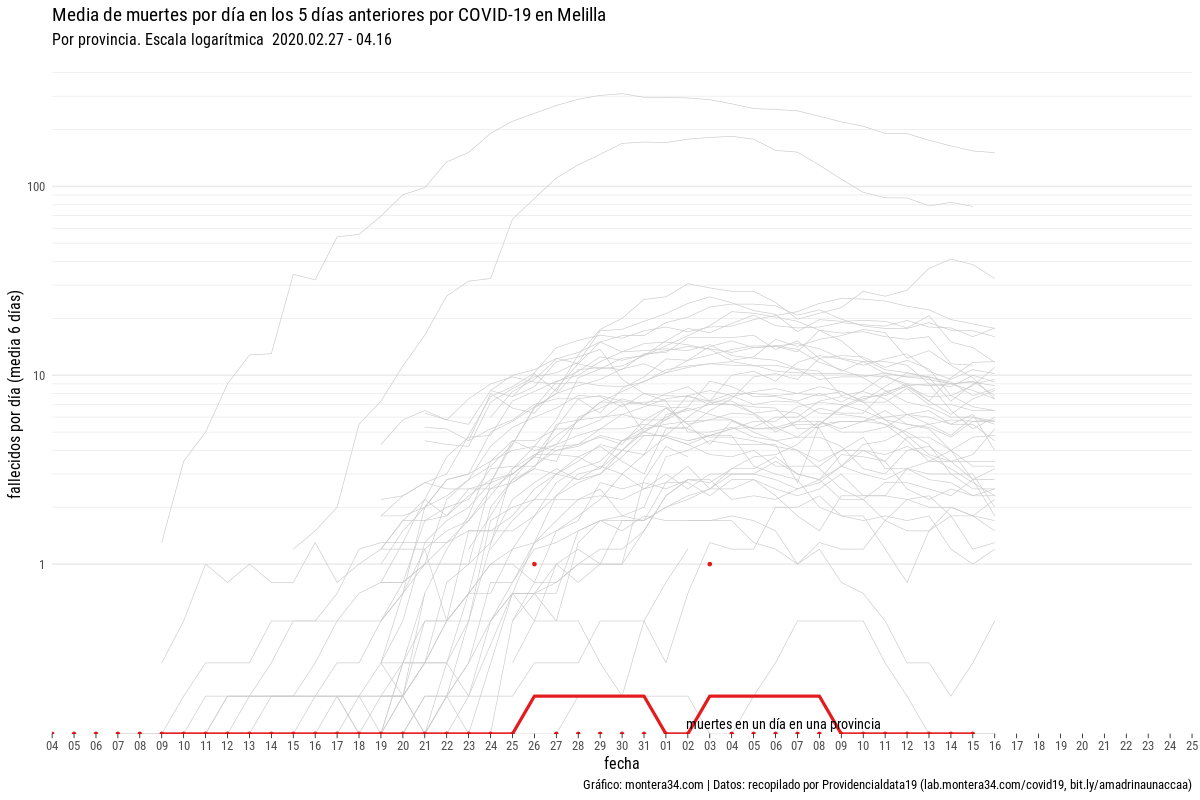 Media de muertes por día en los 5 días anteriores por COVID-19 en Melilla
Por provincia. Escala logarítmica 2020.02.27 - 04.16
fallecidos por día (media 6 días)
100
10
1
muertes en un día en una provincia
04 05 06 07 08 09 10 11 12 13 14 15 16 17 18 19 20 21 22 23 24 25 26 27 28 29 30 31 01 02 03 04 05 06 07 08 09 10 11 12 13 14 15 16 17 18 19 20 21 22 23 24 25
fecha
Gráfico: montera34.com | Datos: recopilado por Providencialdata19 (lab.montera34.com/covid19, bit.ly/amadrinaunaccaa)